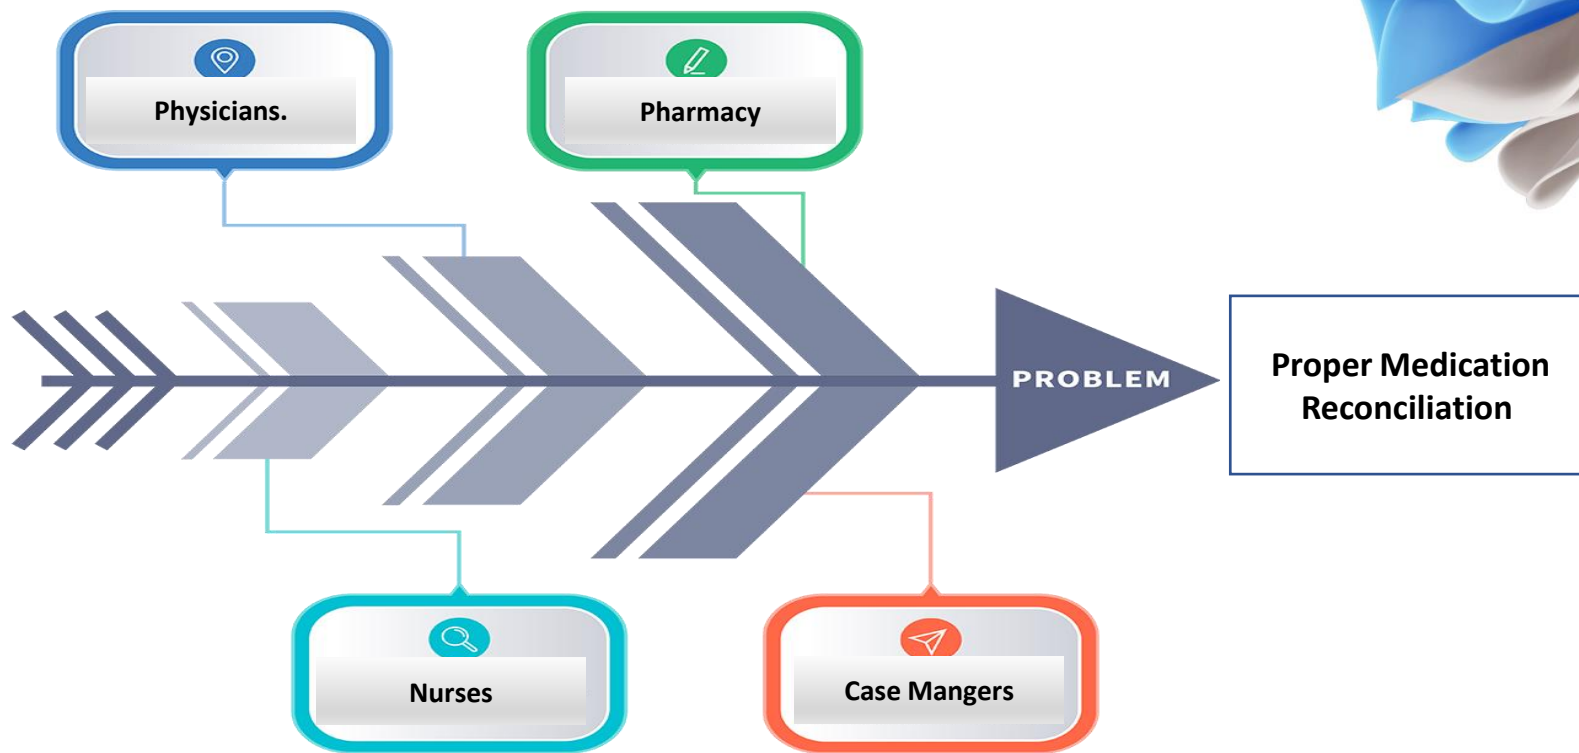 Physicians.
Pharmacy
PROBLEM
Proper Medication
Reconciliation
Nurses
Case Mangers